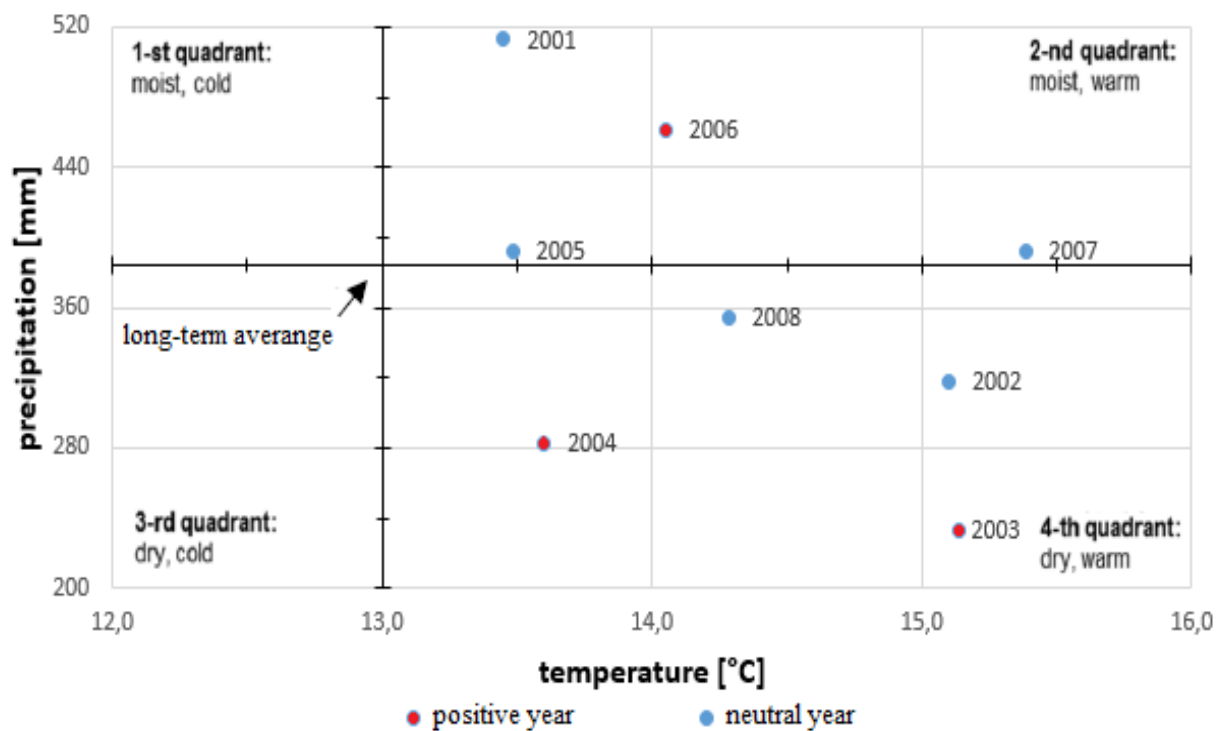 520
1-st quadrant:
moist, cold
2001
2-nd quadrant:
moist, warm
2006
440
2005
2007
360
long-term averange
2008
2002
280
2004
3-rd quadrant:
dry, cold
2003
4-th quadrant:
dry, warm
200
12,0
13,0
14,0
15,0
16,0
precipitation [mm]
temperature [°C]
positive year
neutral year